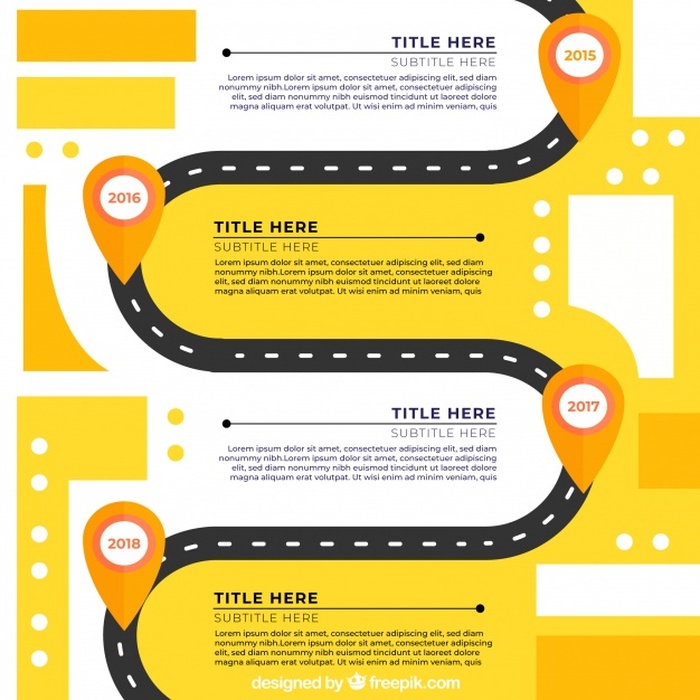 TITLE HERE
2015
SUBTITLE HERE
Lorem ipsum dolor sit amet, consectetuer adipiscing elit, sed diam
nonummy nibh.Lorem ipsum dolor sit amet, consectetuer adipiscing
elit, sed diam nonummy nibh euismod tincidunt ut laoreet dolore
magna aliquam erat volutpat. Ut wisi enim ad minim veniam, quis
2016
TITLE HERE
SUBTITLE HERE
Lorem ipsum dolor sit amet, consectetuer adipiscing elit, sed diam
nonummy nibh.Lorem ipsum dolor sit amet, consectetuer adipiscing
elit, sed diam nonummy nibh euismod tincidunt ut laoreet dolore
magna aliquam erat volutpat. Ut wisi enim ad minim veniam, quis
2017
TITLE HERE
SUBTITLE HERE
Lorem ipsum dolor sit amet, consectetuer adipiscing elit, sed diam
nonummy nibh.Lorem ipsum dolor sit amet, consectetuer adipiscing
elit, sed diam nonummy nibh euismod tincidunt ut laoreet dolore
magna aliquam erat volutpat. Ut wisi enim ad minim veniam, quis
2018
TITLE HERE
SUBTITLE HERE
Lorem ipsum dolor sit amet, consectetuer adipiscing elit, sed diam
nonummy nibh.Lorem ipsum dolor sit amet, consectetuer adipiscing
elit, sed diam nonummy nibh euismod tincidunt ut laoreet dolore
magna aliquam erat volutpat. Ut wisi enim ad minim veniam, quis
designed by freepik.com